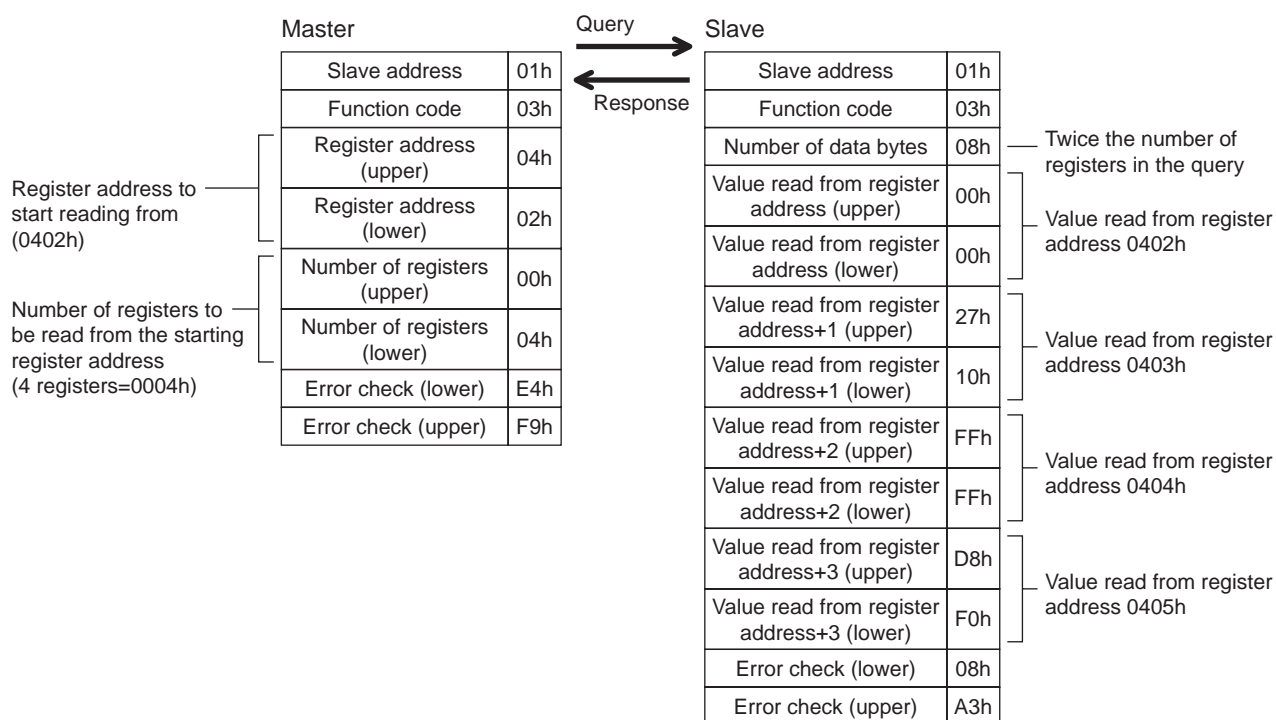 Master
Query
Slave
Response
Slave address 01h
Function code 03h
Register address
(upper) 04h
Register address
(lower) 02h
Number of registers
(upper) 00h
Number of registers
(lower) 04h
Error check (lower) E4h
Error check (upper) F9h
Register address to
start reading from
(0402h)
Number of registers to
be read from the starting
register address
(4 registers=0004h)
Slave address 01h
Function code 03h
Number of data bytes 08h
Value read from register
address (upper) 00h
Value read from register
address (lower) 00h
Value read from register
address+1 (upper) 27h
Value read from register
address+1 (lower) 10h
Value read from register
address+2 (upper) FFh
Value read from register
address+2 (lower) FFh
Value read from register
address+3 (upper) D8h
Value read from register
address+3 (lower) F0h
Error check (lower) 08h
Error check (upper) A3h
Twice the number of
registers in the query
Value read from register
address 0402h
Value read from register
address 0403h
Value read from register
address 0404h
Value read from register
address 0405h